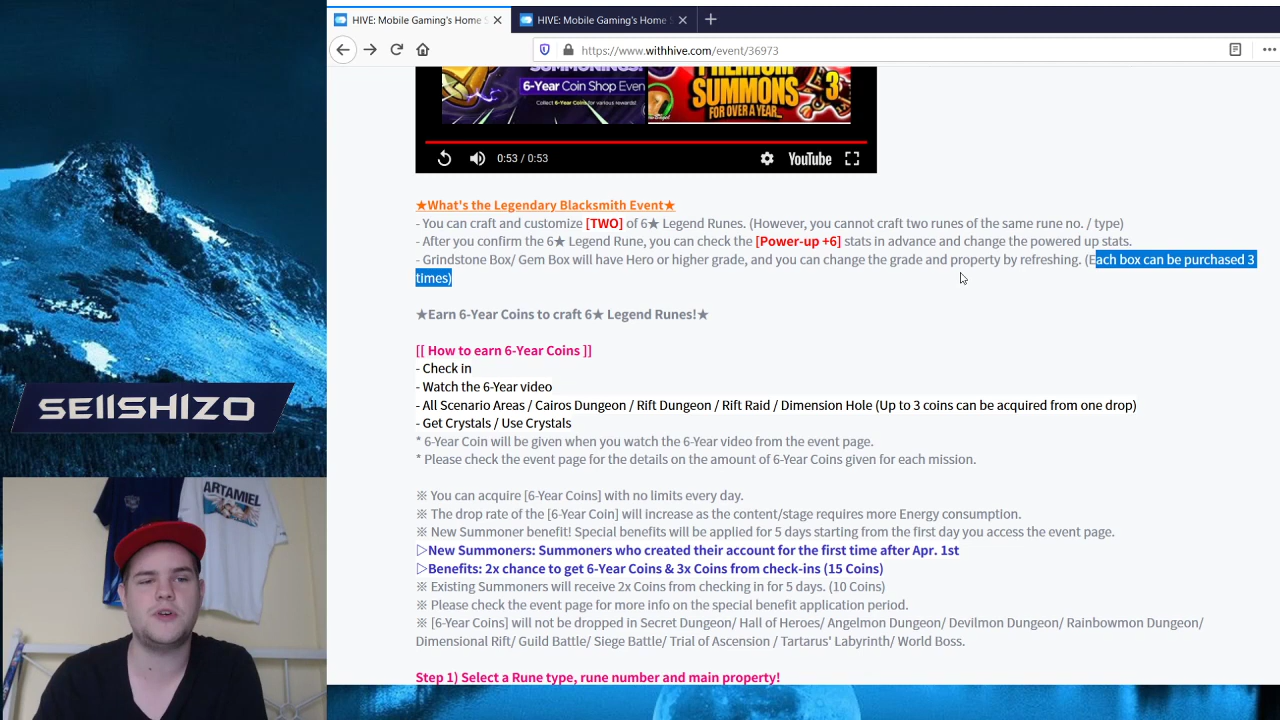 HIVE: Mobile Gaming's Home S
HIVE: Mobile Gaming's Home S
https://www.withhive.com/event/36973
SUMMONINGS!
6-Year Coin Shop Even
Collect 6-Year Coins for various rewards!
PREMIUM
SUMMONS 3
FOR OVER A YEAR...
0:53 / 0:53
YouTube
★What's the Legendary Blacksmith Event★
- You can craft and customize [TWO] of 6★ Legend Runes. (However, you cannot craft two runes of the same rune no. / type)
- After you confirm the 6★ Legend Rune, you can check the [Power-up +6] stats in advance and change the powered up stats.
- Grindstone Box/ Gem Box will have Hero or higher grade, and you can change the grade and property by refreshing. (Each box can be purchased 3
times)
★Earn 6-Year Coins to craft 6★ Legend Runes!★
[[ How to earn 6-Year Coins ]]
- Check in
- Watch the 6-Year video
- All Scenario Areas / Cairos Dungeon / Rift Dungeon / Rift Raid / Dimension Hole (Up to 3 coins can be acquired from one drop)
- Get Crystals / Use Crystals
* 6-Year Coin will be given when you watch the 6-Year video from the event page.
* Please check the event page for the details on the amount of 6-Year Coins given for each mission.
※ You can acquire [6-Year Coins] with no limits every day.
※ The drop rate of the [6-Year Coin] will increase as the content/stage requires more Energy consumption.
※ New Summoner benefit! Special benefits will be applied for 5 days starting from the first day you access the event page.
▷New Summoners: Summoners who created their account for the first time after Apr. 1st
▷Benefits: 2x chance to get 6-Year Coins & 3x Coins from check-ins (15 Coins)
※ Existing Summoners will receive 2x Coins from checking in for 5 days. (10 Coins)
※ Please check the event page for more info on the special benefit application period.
※ [6-Year Coins] will not be dropped in Secret Dungeon/ Hall of Heroes/ Angelmon Dungeon/ Devilmon Dungeon/ Rainbowmon Dungeon/
Dimensional Rift/ Guild Battle/ Siege Battle/ Trial of Ascension / Tartarus' Labyrinth/ World Boss.
Step 1) Select a Rune type, rune number and main property!
SEIISHIZO
ARTAMIEL